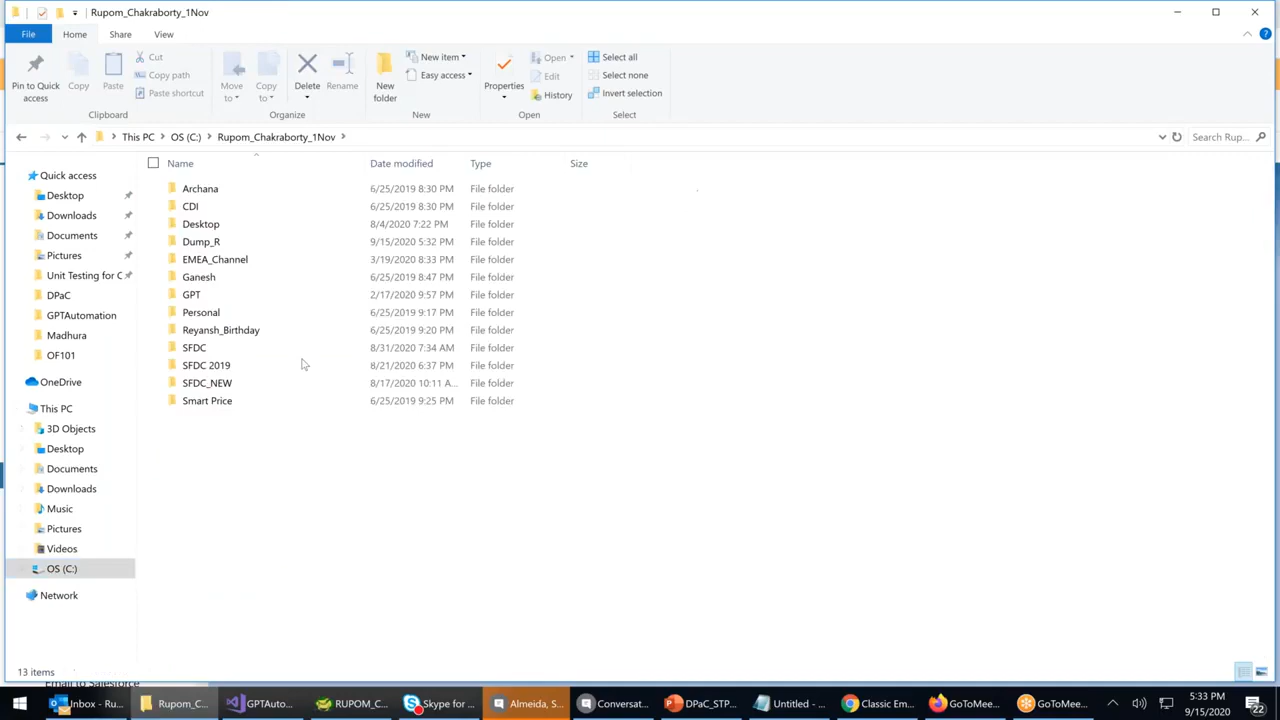 Rupom_Chakraborty_1Nov
File Home Share View
Pin to Quick access
Copy
Paste
Cut
Copy path
Paste shortcut
Clipboard
Move to
Copy to
Delete
Rename
Organize
New folder
New item
Easy access
New
Properties
Open
Edit
History
Open
Select all
Select none
Invert selection
Select
This PC > OS (C:) > Rupom_Chakraborty_1Nov >
Search Rup...
Name Date modified Type Size
Archana 6/25/2019 8:30 PM File folder
CDI 6/25/2019 8:30 PM File folder
Desktop 8/4/2020 7:22 PM File folder
Dump_R 9/15/2020 5:32 PM File folder
EMEA_Channel 3/19/2020 8:33 PM File folder
Ganesh 6/25/2019 8:47 PM File folder
GPT 2/17/2020 9:57 PM File folder
Personal 6/25/2019 9:17 PM File folder
Reyansh_Birthday 6/25/2019 9:20 PM File folder
SFDC 8/31/2020 7:34 AM File folder
SFDC 2019 8/21/2020 6:37 PM File folder
SFDC_NEW 8/17/2020 10:11 A... File folder
Smart Price 6/25/2019 9:25 PM File folder
Quick access
Desktop
Downloads
Documents
Pictures
Unit Testing for C
DPaC
GPTAutomation
Madhura
OF101
OneDrive
This PC
3D Objects
Desktop
Documents
Downloads
Music
Pictures
Videos
OS (C:)
Network
13 items
Email to Salesforce
Inbox - Ru...
Rupom_C...
GPTAuto...
RUPOM_C...
Skype for ...
Almeida, S...
Conversat...
DPaC_STP...
Untitled - ...
Classic Em...
GoToMee...
GoToMee...
5:33 PM
9/15/2020
22